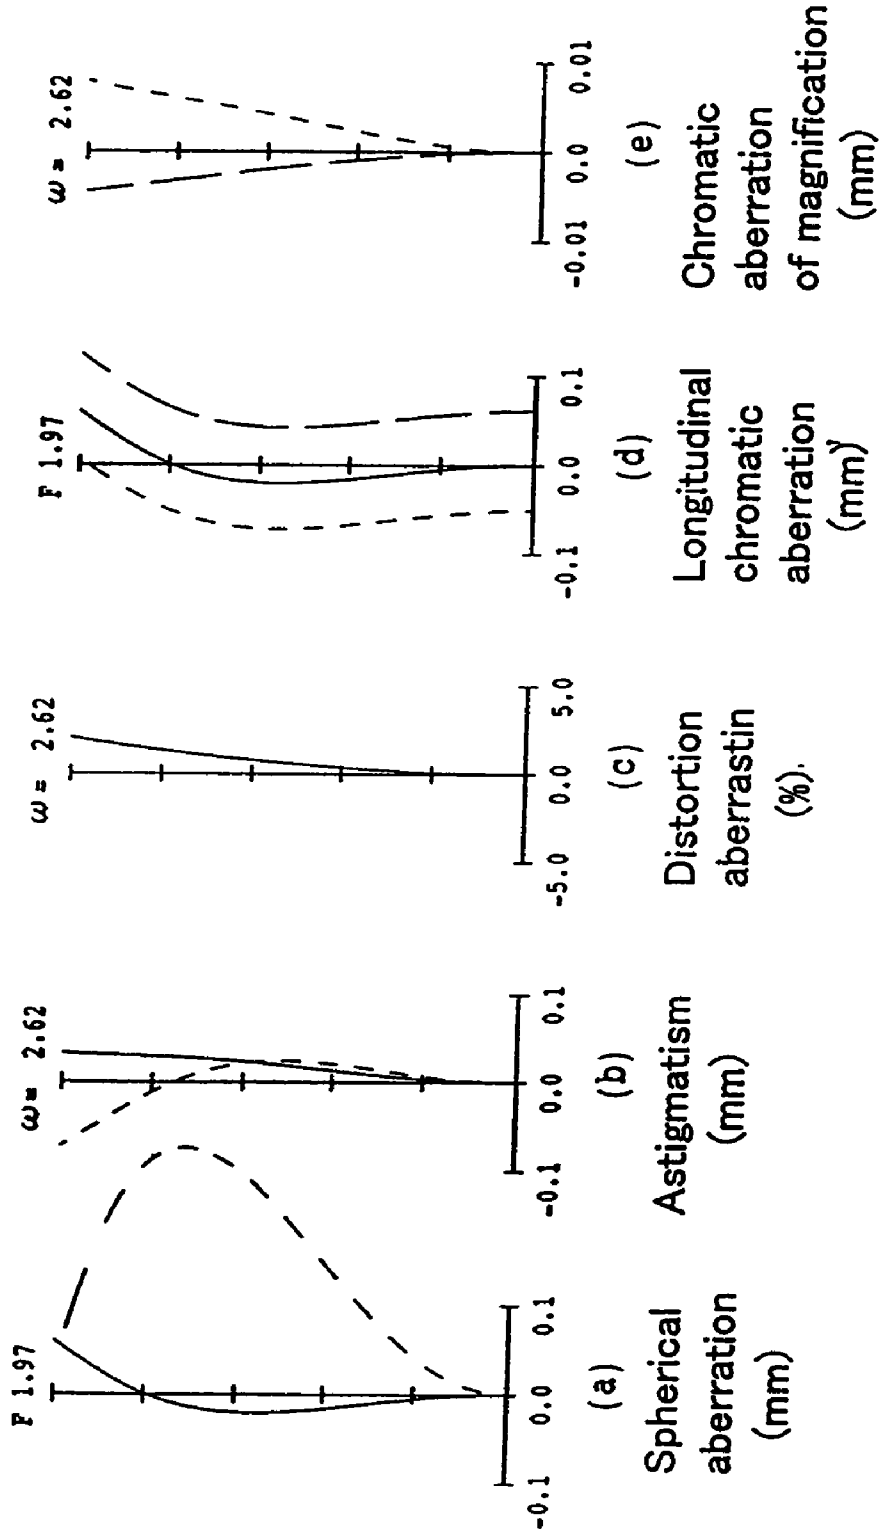 F 1.97
-0.1 0.0 0.1
(a)
Spherical
aberration
(mm)
ω= 2.62
-0.1 0.0 0.1
(b)
Astigmatism
(mm)
ω= 2.62
-5.0 0.0 5.0
(c)
Distortion
aberrastin
(%)
F 1.97
-0.1 0.0 0.1
(d)
Longitudinal
chromatic
aberration
(mm)
ω= 2.62
-0.01 0.0 0.01
(e)
Chromatic
aberration
of magnification
(mm)